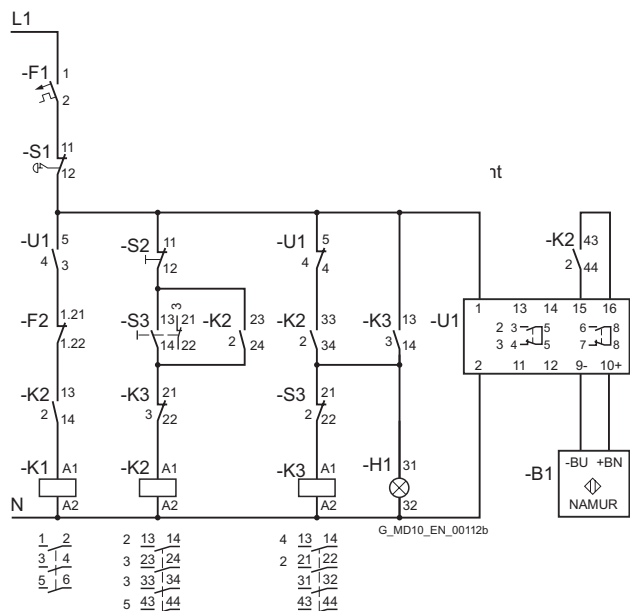 L1
-F1 1
2
-S1 11
12
nt
-U1 5
4 3
-S2 11
12
-U1 5
4 4
-K2 43
2 44
-F2 1.21
1.22
-S3 13 3 21
14 22
-K2 23
2 24
-K2 33
2 34
-K3 13
3 14
-U1
1 13 14 15 16
2 3 5 6 8
3 4 5 7 8
2 11 12 9- 10+
-K2 13
2 14
-K3 21
3 22
-S3 21
2 22
-K1 A1
A2
-K2 A1
A2
-K3 A1
A2
-H1 31
32
-B1 -BU +BN
NAMUR
N
G_MD10_EN_00112b
1 2
3 4
5 6
2 13 14
3 23 24
3 33 34
5 43 44
4 13 14
2 21 22
31 32
43 44